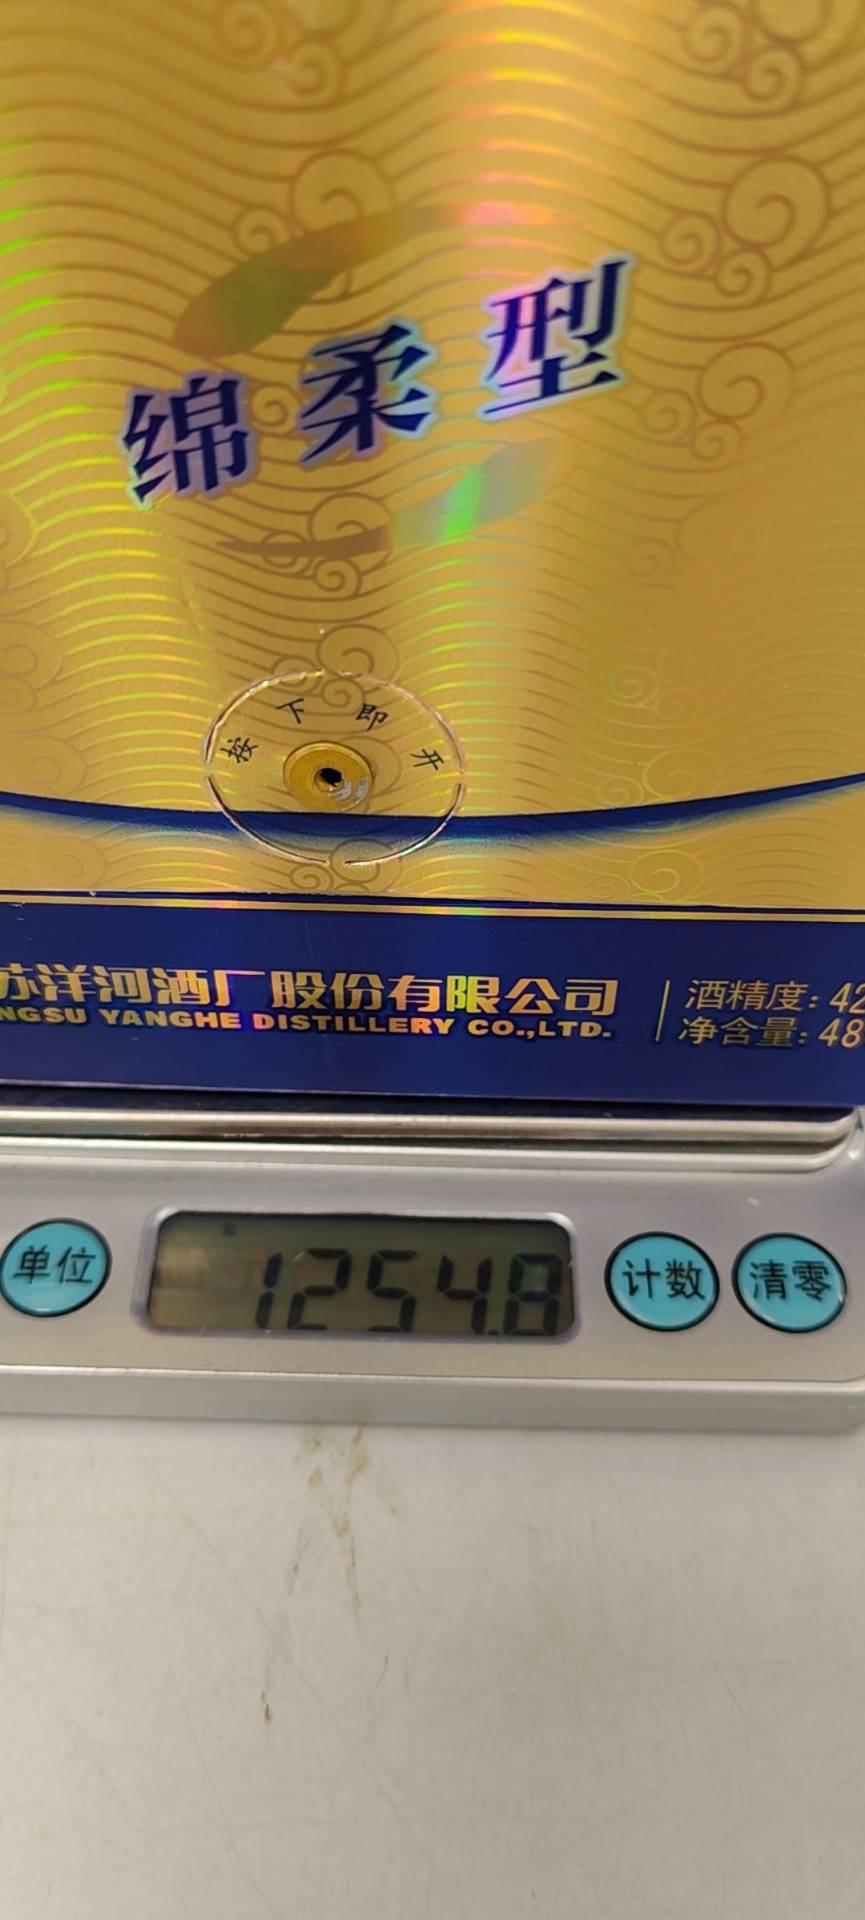 绵柔型
按下即开
苏洋河酒厂股份有限公司
NGSU YANGHE DISTILLERY CO.,LTD.
酒精度:42
净含量:48
单位
1254.8
计数
清零